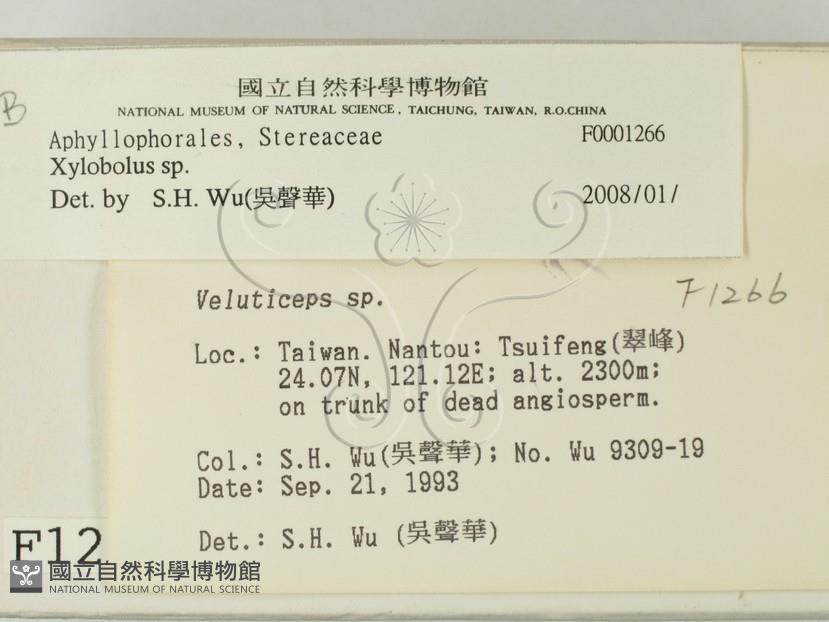 B
國立自然科學博物館
NATIONAL MUSEUM OF NATURAL SCIENCE, TAICHUNG, TAIWAN, R.O.CHINA
Aphyllophorales, Stereaceae F0001266
Xylobolus sp.
Det. by S.H. Wu(吳聲華) 2008/01/
Veluticeps sp. F1266
Loc.: Taiwan. Nantou: Tsuifeng(翠峰)
24.07N, 121.12E; alt. 2300m;
on trunk of dead angiosperm.
Col.: S.H. Wu(吳聲華); No. Wu 9309-19
Date: Sep. 21, 1993
Det.: S.H. Wu (吳聲華)
F12
國立自然科學博物館
NATIONAL MUSEUM OF NATURAL SCIENCE